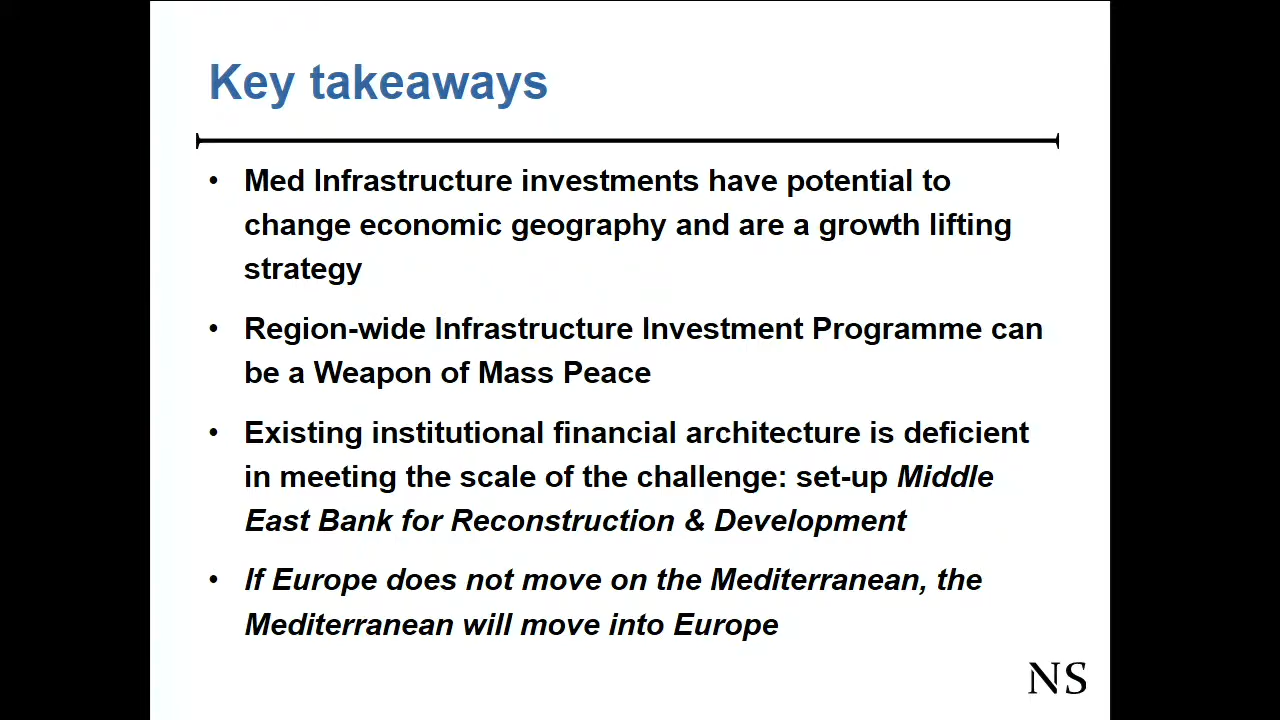 Key takeaways
• Med Infrastructure investments have potential to
change economic geography and are a growth lifting
strategy
• Region-wide Infrastructure Investment Programme can
be a Weapon of Mass Peace
• Existing institutional financial architecture is deficient
in meeting the scale of the challenge: set-up Middle
East Bank for Reconstruction & Development
• If Europe does not move on the Mediterranean, the
Mediterranean will move into Europe
NS